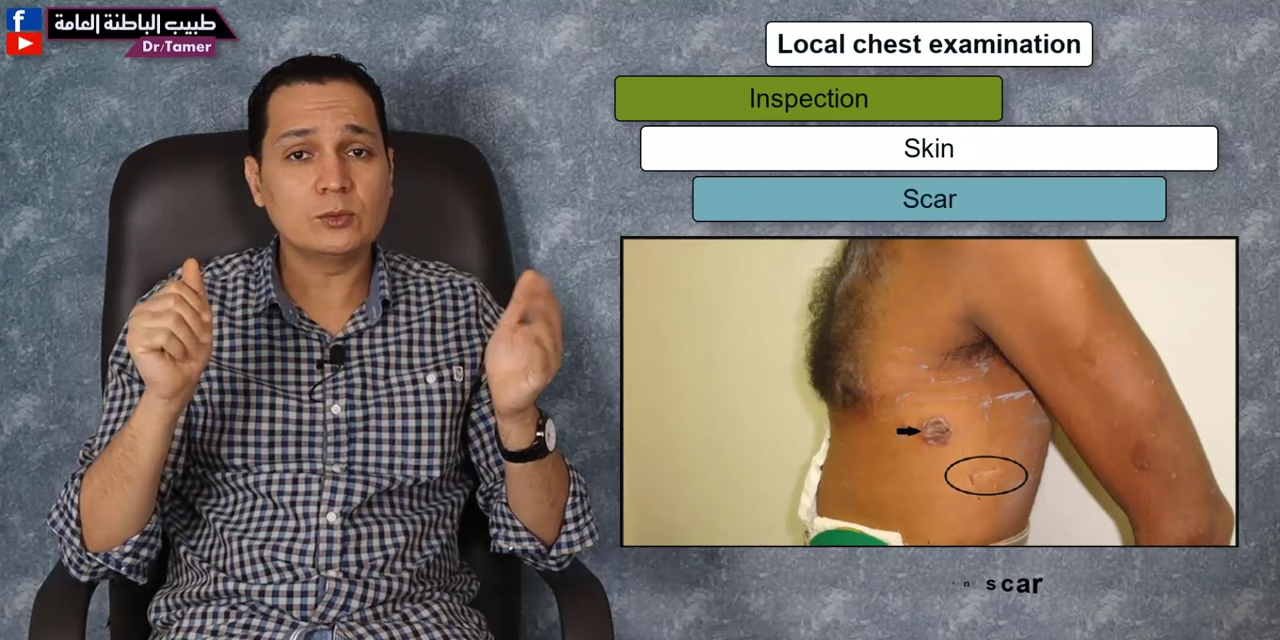 طبيب الباطنة العامة
Dr/Tamer
Local chest examination
Inspection
Skin
Scar
scar